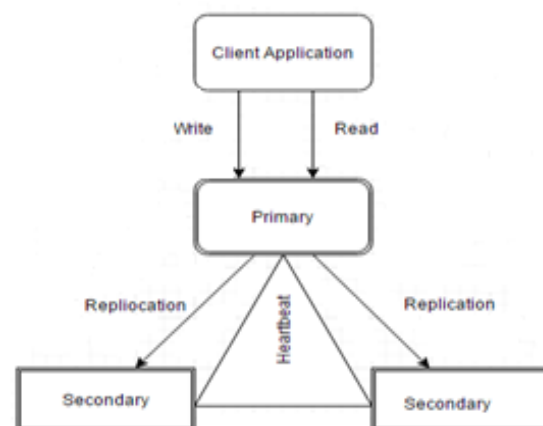 Client Application
Write
Read
Primary
Repliocation
Heartbeat
Replication
Secondary
Secondary